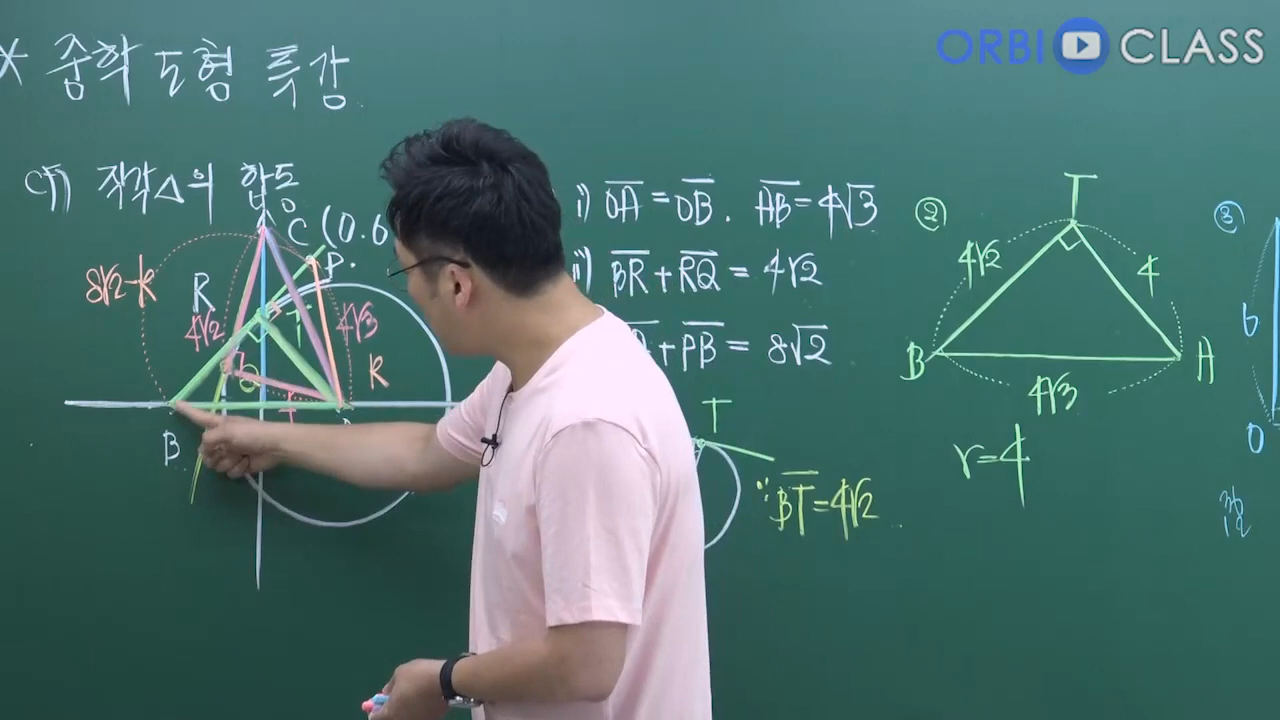 ORBI CLASS
* 중학 도형 특강
직각△의 합동
C(0.6
P.
8√2-k
R
4√2
T
4√3
k
B
i) OA = OB. AB = 4√3
BR + RQ = 4√2
+ PB = 8√2
T
∵ BT = 4√2
②
T
4√2
4
B
A
4√3
r=4
③
6
0